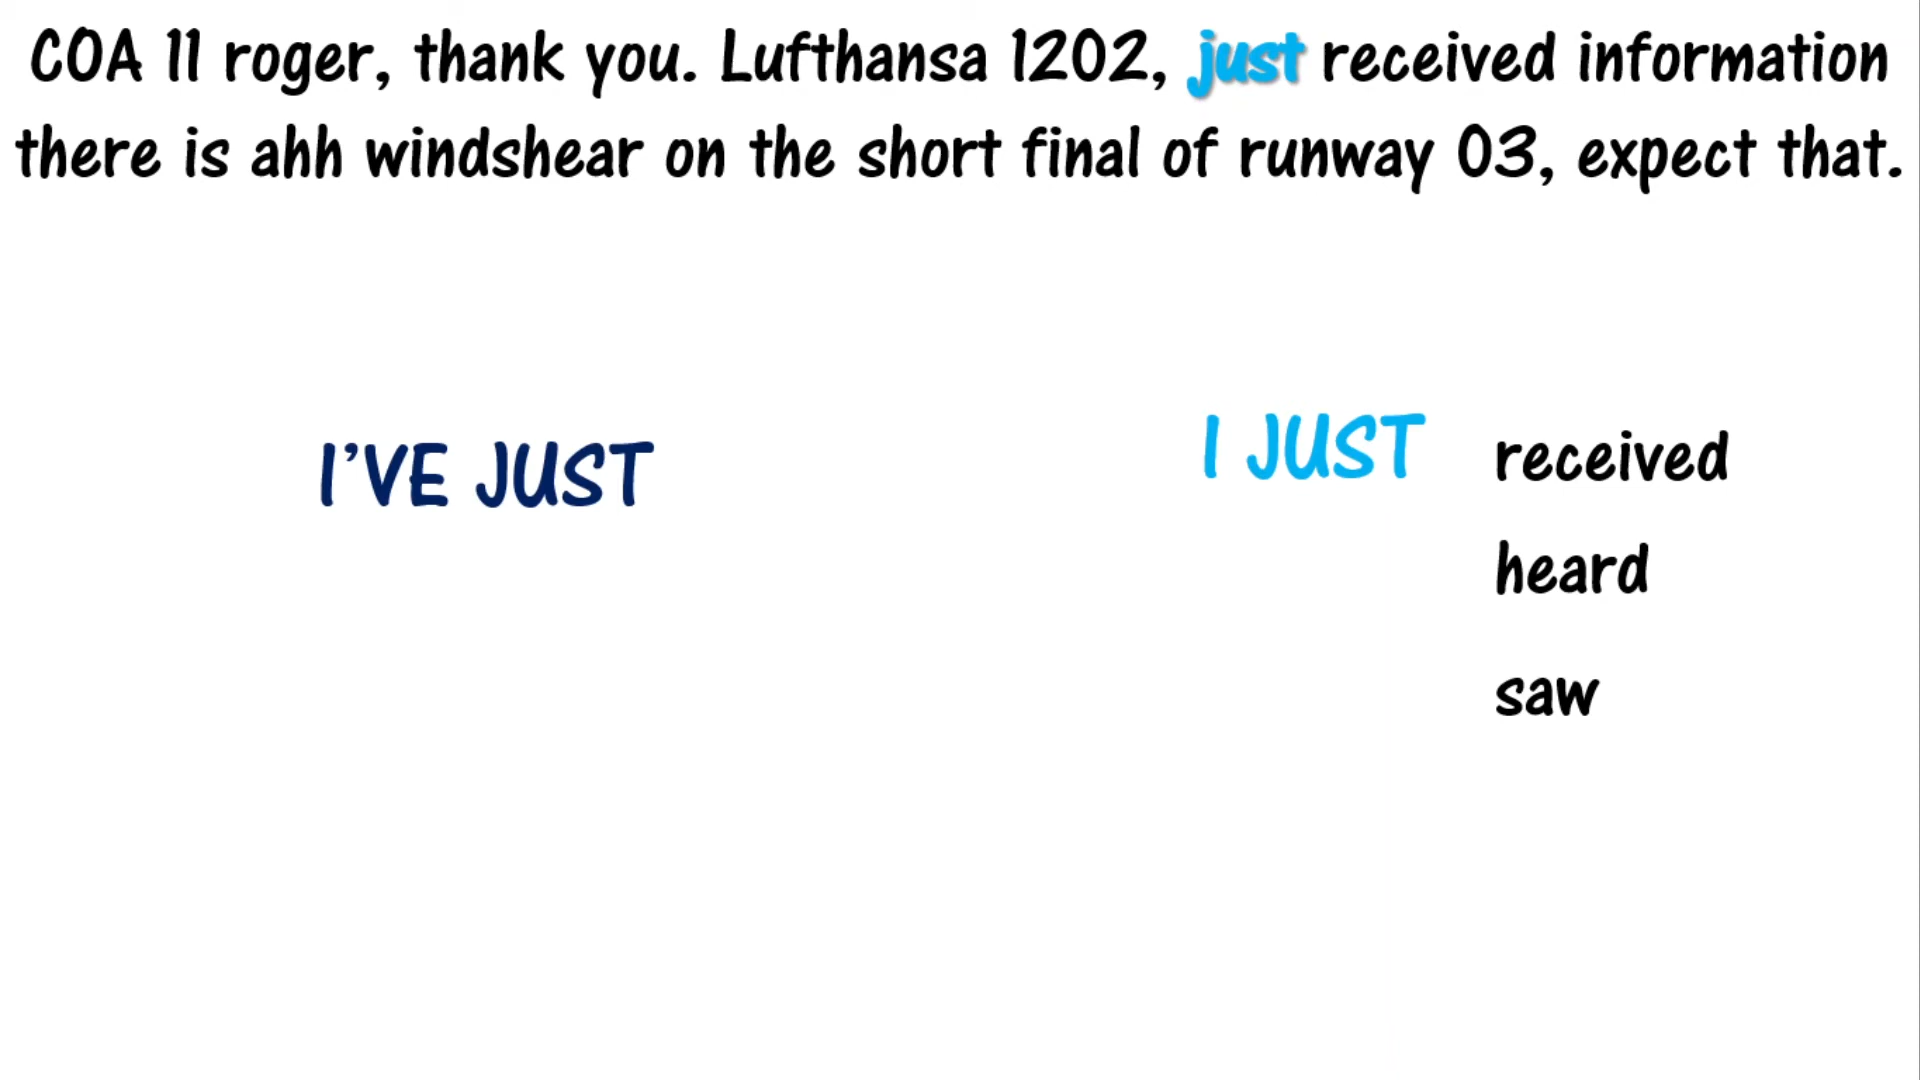 COA 11 roger, thank you. Lufthansa 1202, just received information
there is ahh windshear on the short final of runway 03, expect that.
I'VE JUST
I JUST received
heard
saw